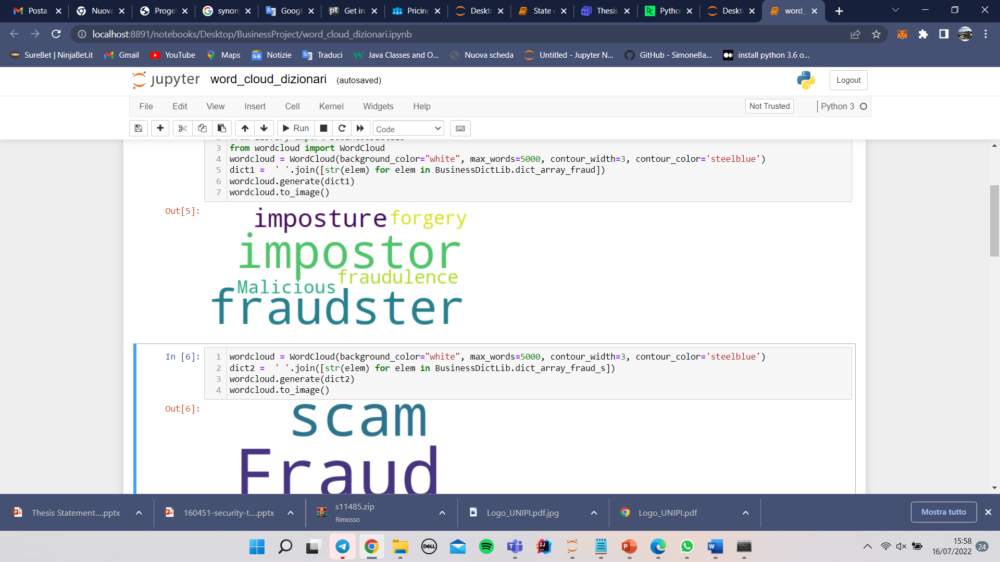 Posta
Nuova
Proget
synon
Googl
Get in
Pricing
Deskt
State
Thesis
Pytho
Deskt
word_
localhost:8891/notebooks/Desktop/BusinessProject/word_cloud_dizionari.ipynb
SureBet | NinjaBet.it
Gmail
YouTube
Maps
Notizie
Traduci
Java Classes and O...
Nuova scheda
Untitled - Jupyter N...
GitHub - SimoneBa...
install python 3.6 o...
jupyter word_cloud_dizionari (autosaved)
Logout
File Edit View Insert Cell Kernel Widgets Help
Not Trusted
Python 3
Run
Code
3 from wordcloud import WordCloud
4 wordcloud = WordCloud(background_color="white", max_words=5000, contour_width=3, contour_color='steelblue')
5 dict1 =  ' '.join([str(elem) for elem in BusinessDictLib.dict_array_fraud])
6 wordcloud.generate(dict1)
7 wordcloud.to_image()
Out[5]:
imposture forgery
impostor
fraudulence
Malicious
fraudster
In [6]:
1 wordcloud = WordCloud(background_color="white", max_words=5000, contour_width=3, contour_color='steelblue')
2 dict2 =  ' '.join([str(elem) for elem in BusinessDictLib.dict_array_fraud_s])
3 wordcloud.generate(dict2)
4 wordcloud.to_image()
Out[6]:
scam
Fraud
Thesis Statement....pptx
160451-security-t....pptx
s11485.zip
Rimosso
Logo_UNIPI.pdf.jpg
Logo_UNIPI.pdf
Mostra tutto
DELL
15:58
16/07/2022
24